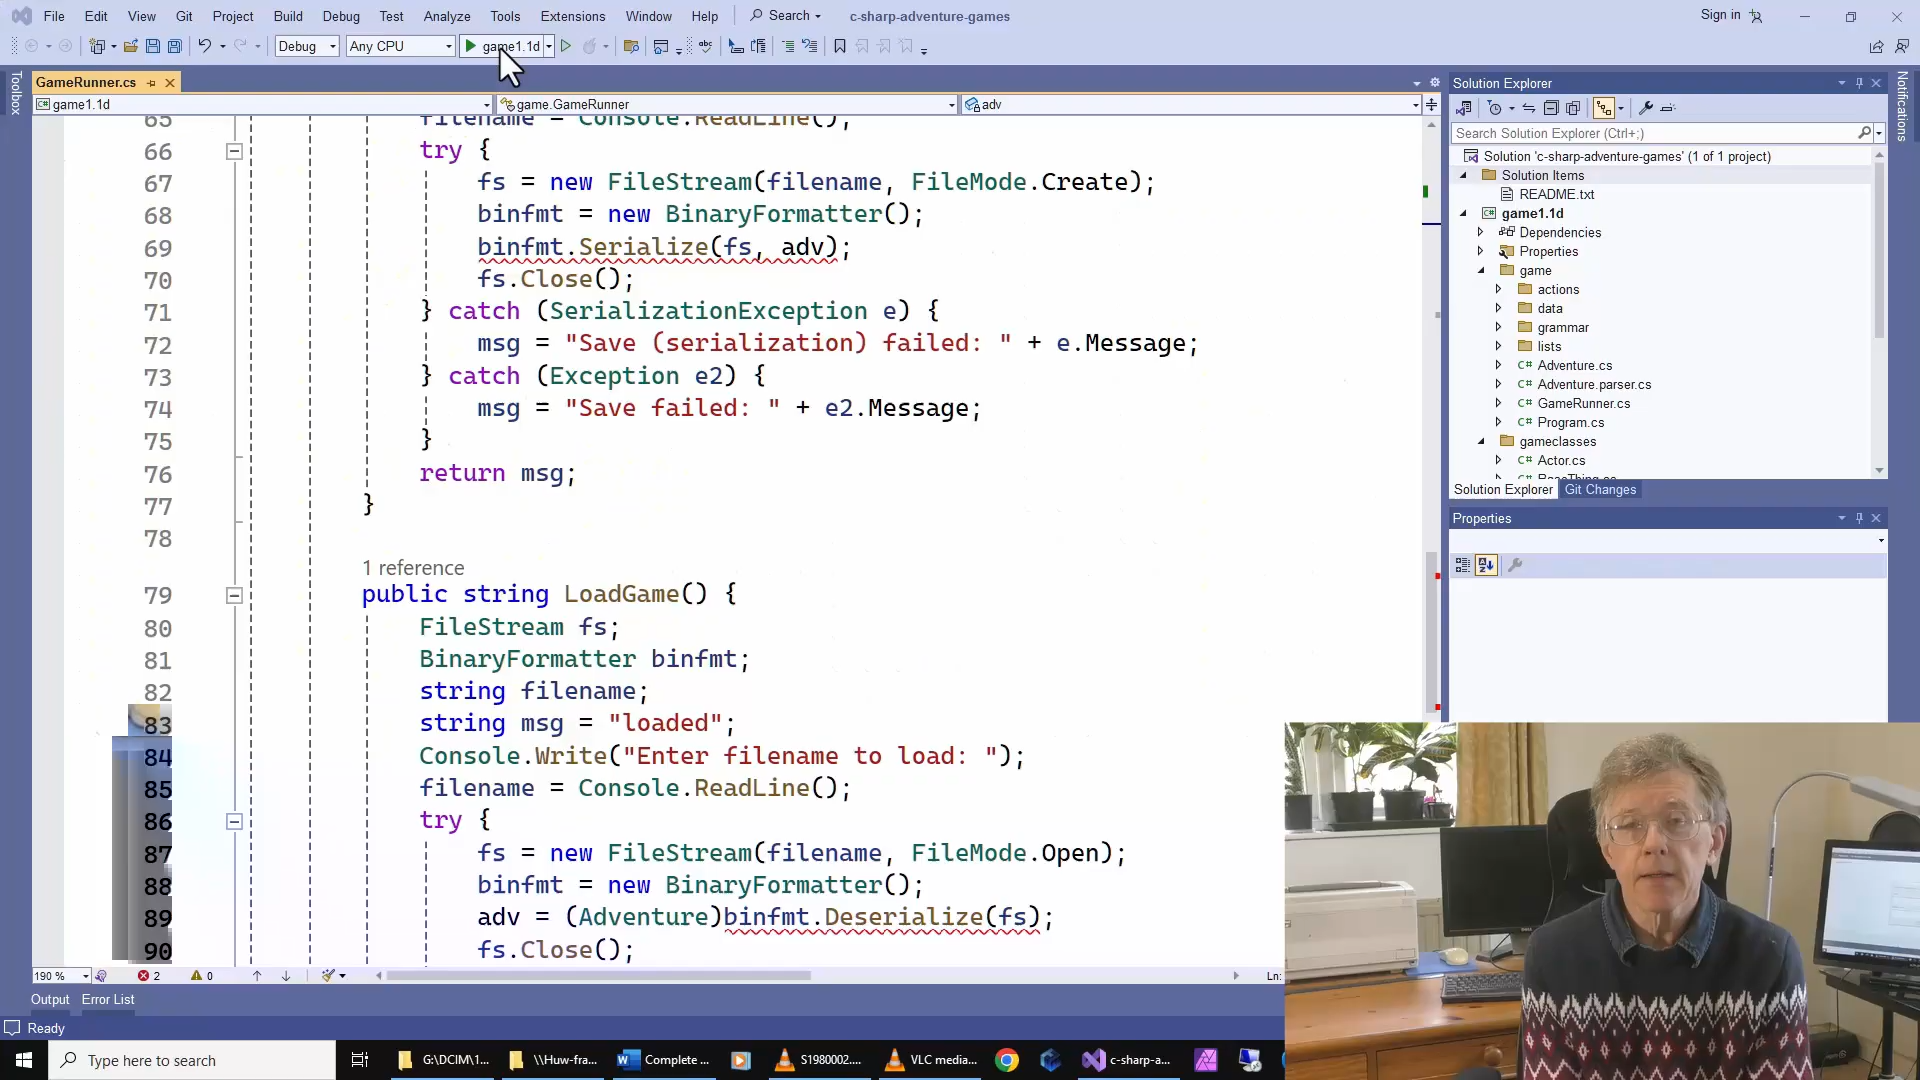 File Edit View Git Project Build Debug Test Analyze Tools Extensions Window Help Search c-sharp-adventure-games Sign in
Debug Any CPU game1.1d
Toolbox
GameRunner.cs
game1.1d game.GameRunner adv
65 filename = Console.ReadLine();
66 try {
67 fs = new FileStream(filename, FileMode.Create);
68 binfmt = new BinaryFormatter();
69 binfmt.Serialize(fs, adv);
70 fs.Close();
71 } catch (SerializationException e) {
72 msg = "Save (serialization) failed: " + e.Message;
73 } catch (Exception e2) {
74 msg = "Save failed: " + e2.Message;
75 }
76 return msg;
77 }
78
1 reference
79 public string LoadGame() {
80 FileStream fs;
81 BinaryFormatter binfmt;
82 string filename;
83 string msg = "loaded";
84 Console.Write("Enter filename to load: ");
85 filename = Console.ReadLine();
86 try {
87 fs = new FileStream(filename, FileMode.Open);
88 binfmt = new BinaryFormatter();
89 adv = (Adventure)binfmt.Deserialize(fs);
90 fs.Close();
190 % 2 0 Ln:
Output Error List
Ready
Solution Explorer
Search Solution Explorer (Ctrl+;)
Solution 'c-sharp-adventure-games' (1 of 1 project)
Solution Items
README.txt
game1.1d
Dependencies
Properties
game
actions
data
grammar
lists
C# Adventure.cs
C# Adventure.parser.cs
C# GameRunner.cs
C# Program.cs
gameclasses
C# Actor.cs
Solution Explorer Git Changes
Properties
Notifications
Type here to search G:\DCIM\1... \\Huw-fra... Complete ... S1980002.... VLC media... c-sharp-a...